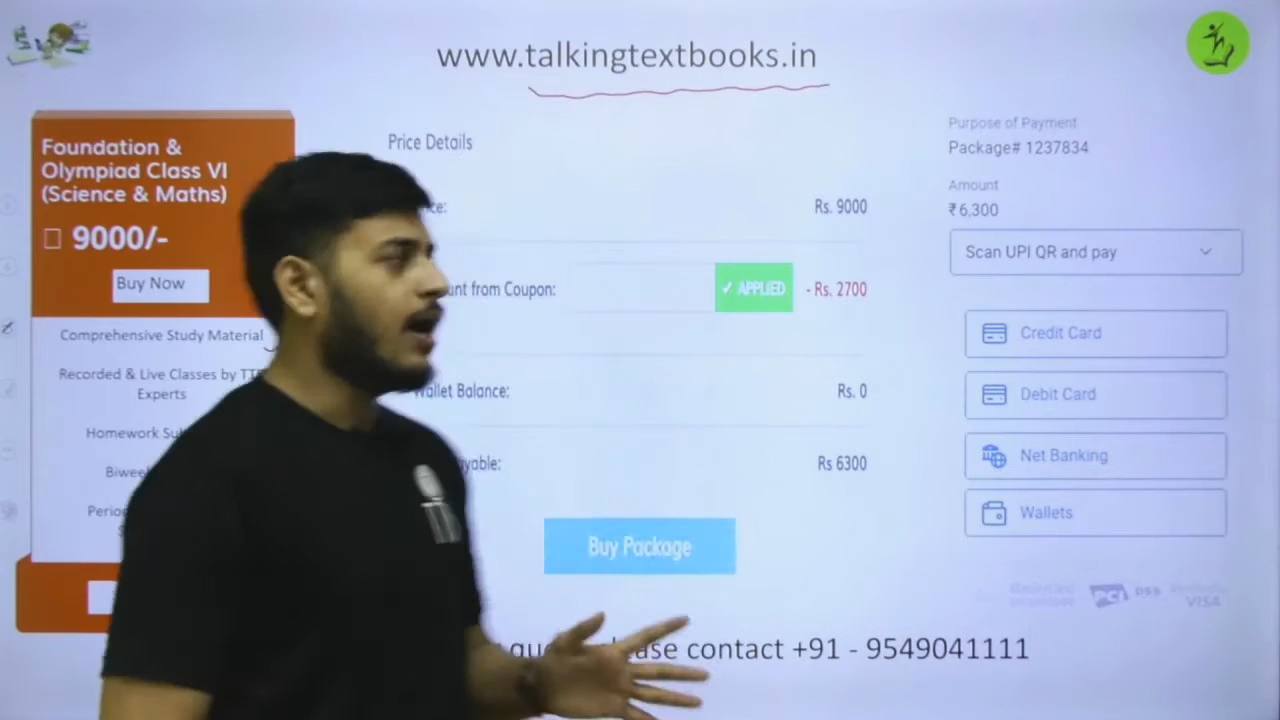 www.talkingtextbooks.in
Foundation &
Olympiad Class VI
(Science & Maths)
9000/-
Buy Now
Comprehensive Study Material
Recorded & Live Classes by
Experts
Homework
Price Details
Rs. 9000
from Coupon:
✓ APPLIED
- Rs. 2700
Wallet Balance:
Rs. 0
Rs 6300
Buy Package
Purpose of Payment
Package# 1237834
Amount
₹6,300
Scan UPI QR and pay
Credit Card
Debit Card
Net Banking
Wallets
PCI DSS
VISA
contact +91 - 9549041111